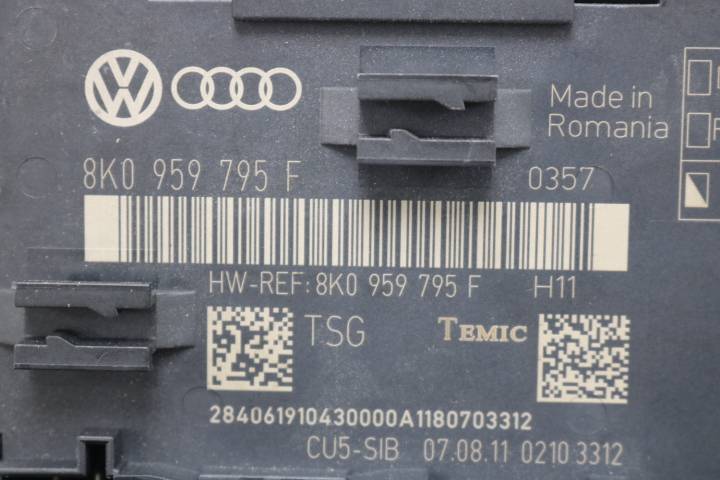 Made in
Romania
8K0 959 795 F 0357
HW-REF: 8K0 959 795 F H11
TSG TEMIC
284061910430000A1180703312
CU5-SIB 07.08.11 0210 3312